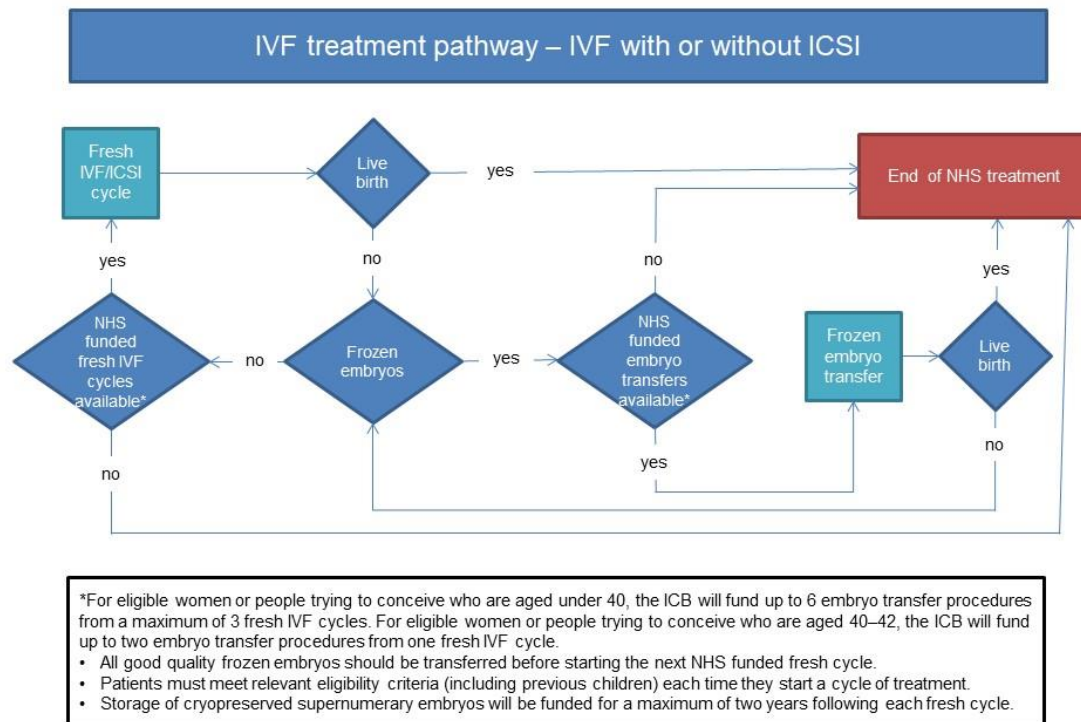 IVF treatment pathway – IVF with or without ICSI
Fresh
IVF/ICSI
cycle
Live
birth
yes
End of NHS treatment
yes
no
no
yes
NHS
funded
fresh IVF
cycles
available*
no
Frozen
embryos
yes
NHS
funded
embryo
transfers
available*
Frozen
embryo
transfer
Live
birth
no
yes
no
*For eligible women or people trying to conceive who are aged under 40, the ICB will fund up to 6 embryo transfer procedures
from a maximum of 3 fresh IVF cycles. For eligible women or people trying to conceive who are aged 40–42, the ICB will fund
up to two embryo transfer procedures from one fresh IVF cycle.
• All good quality frozen embryos should be transferred before starting the next NHS funded fresh cycle.
• Patients must meet relevant eligibility criteria (including previous children) each time they start a cycle of treatment.
• Storage of cryopreserved supernumerary embryos will be funded for a maximum of two years following each fresh cycle.